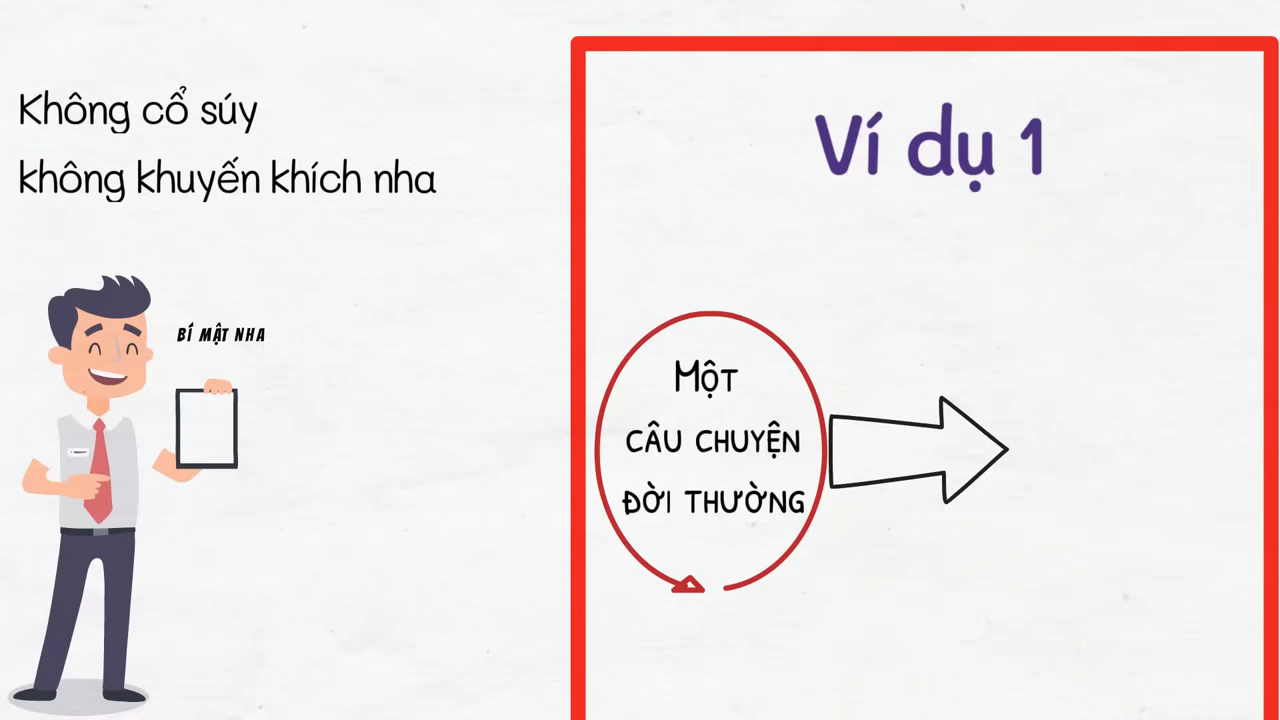 Không cổ súy
không khuyến khích nha
BÍ MẬT NHA
Ví dụ 1
MộT
CÂU CHUYỆN
ĐỜI THƯỜNG